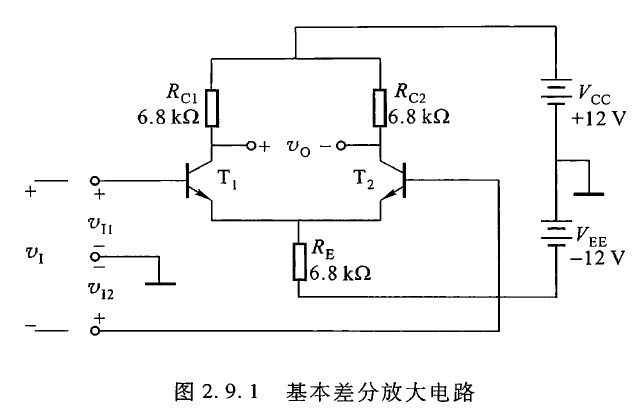 R_C1
6.8 kΩ
R_C2
6.8 kΩ
V_CC
+12 V
+ v_O −
T_1
T_2
+
+
v_I1
−
v_I
−
v_I2
+
−
R_E
6.8 kΩ
V_EE
−12 V
图 2.9.1 基本差分放大电路